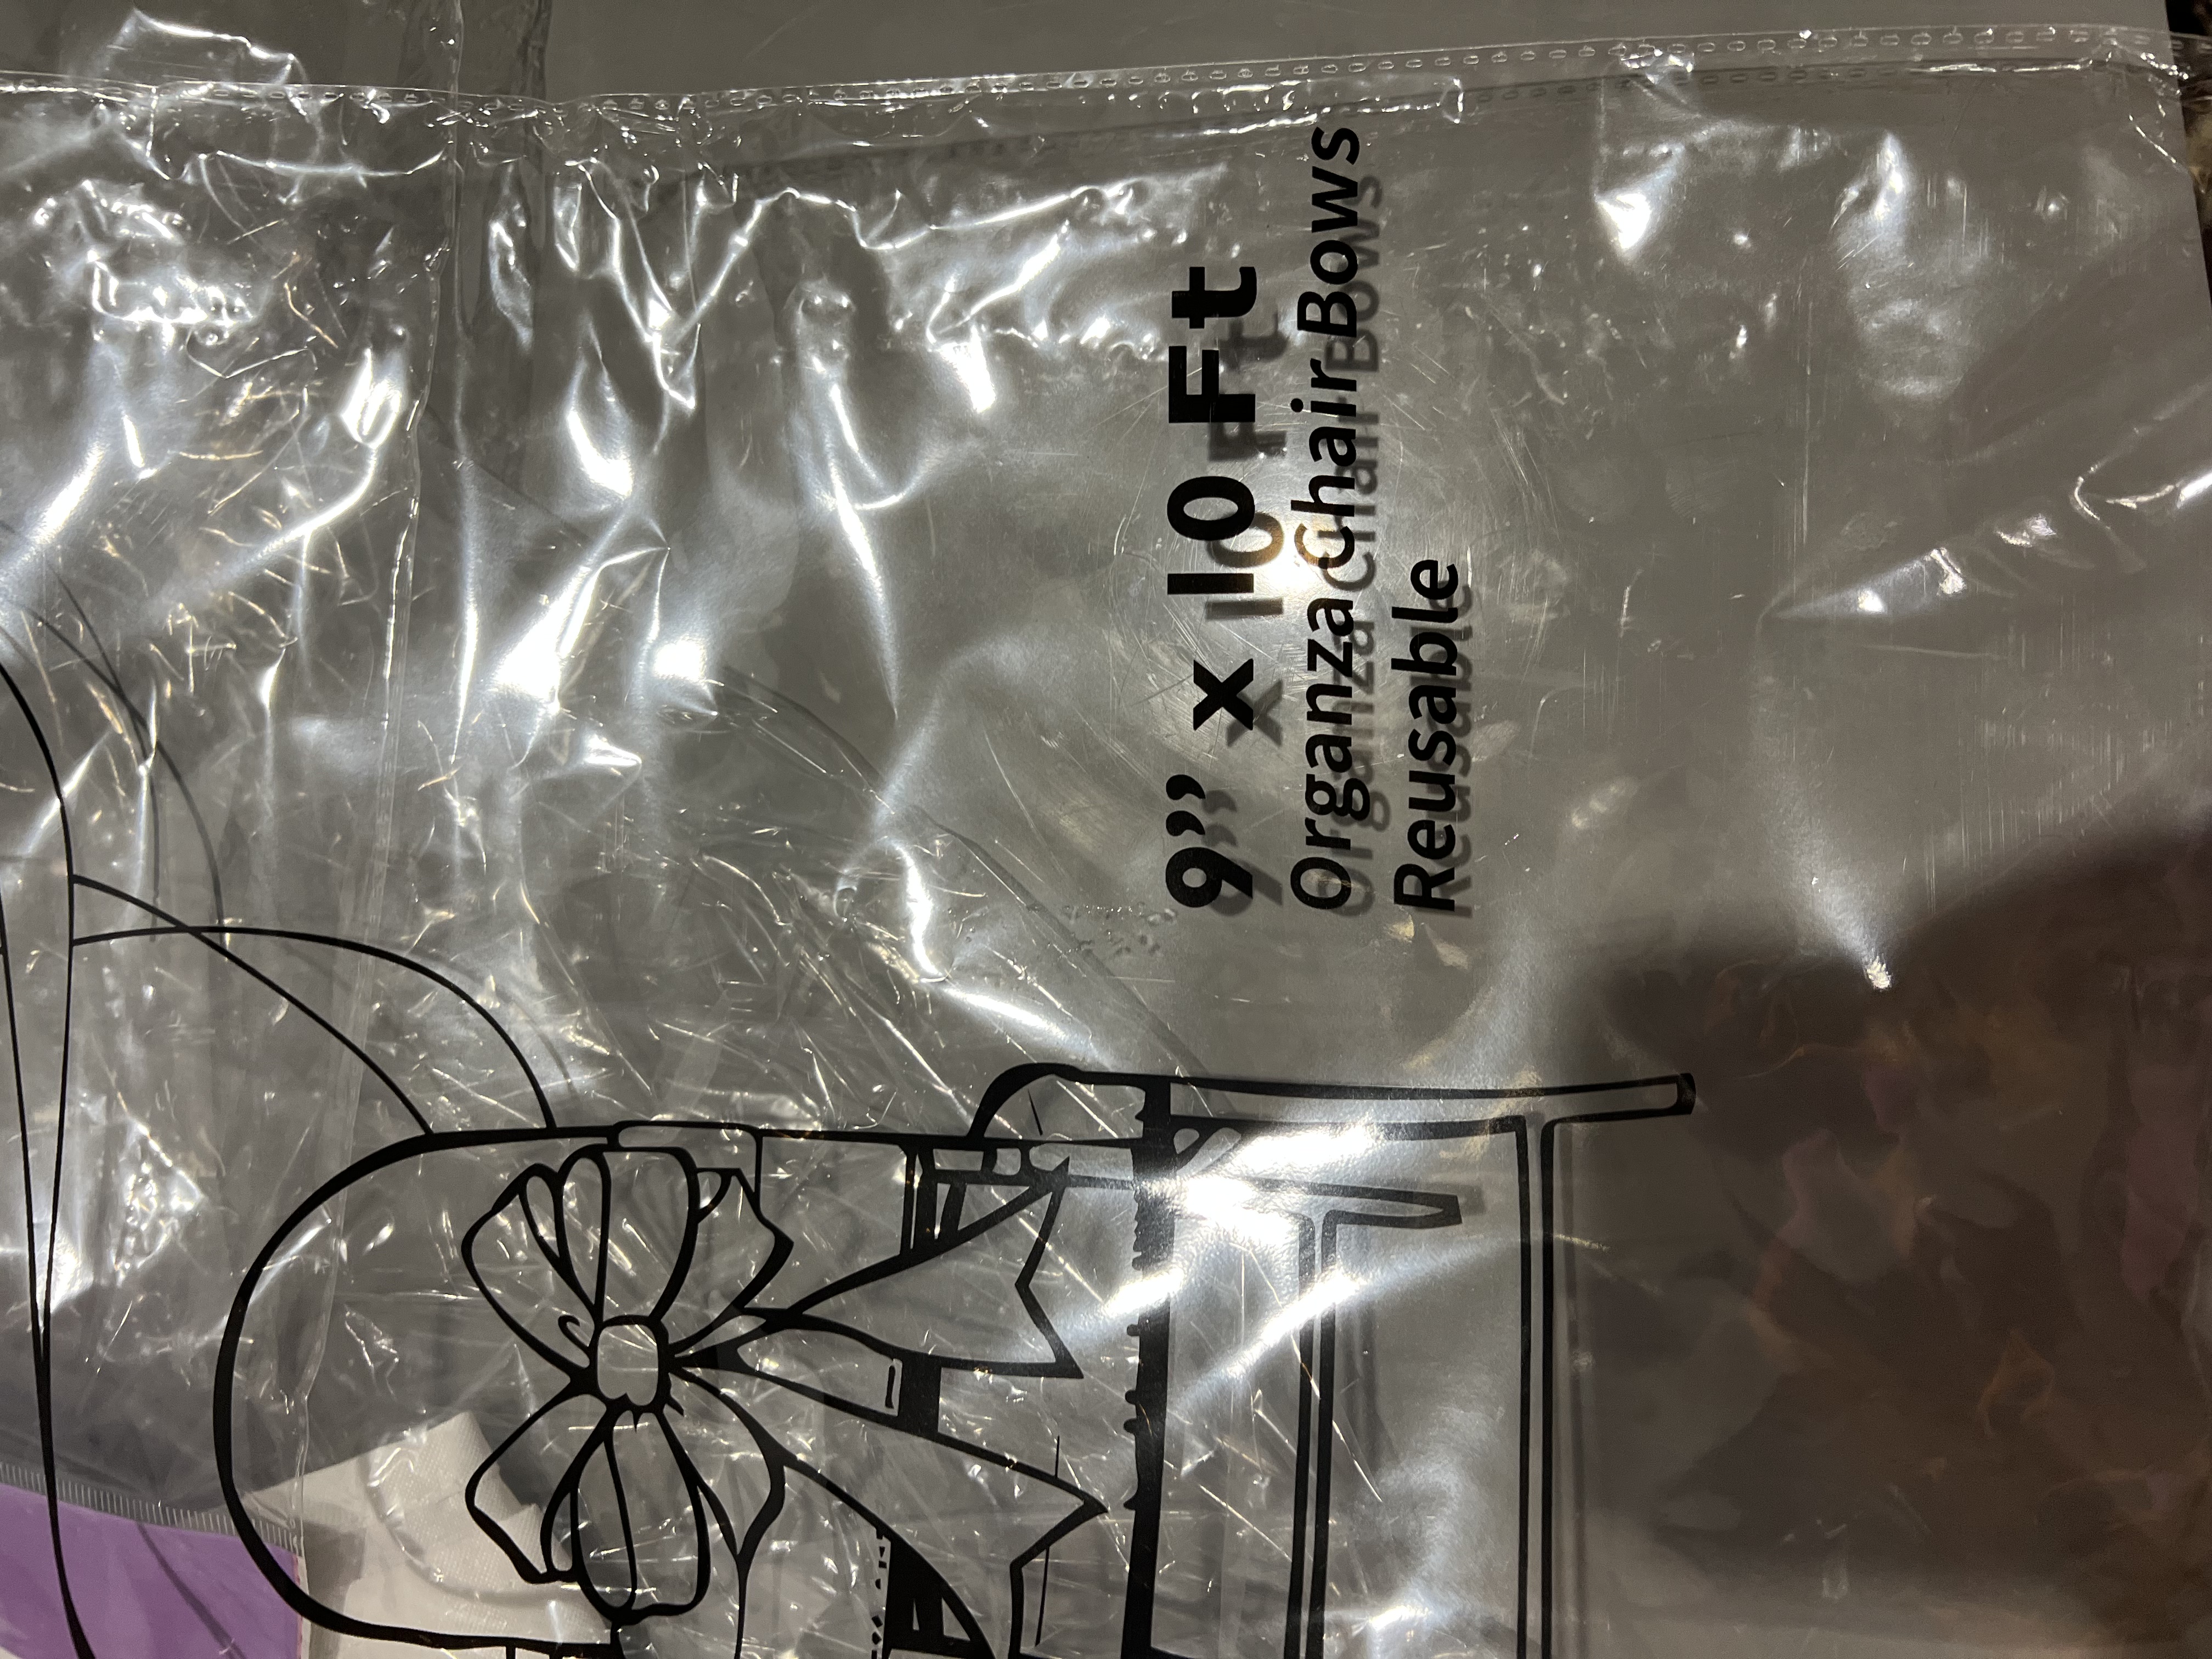 9” x 10 Ft
Organza Chair Bows
Reusable